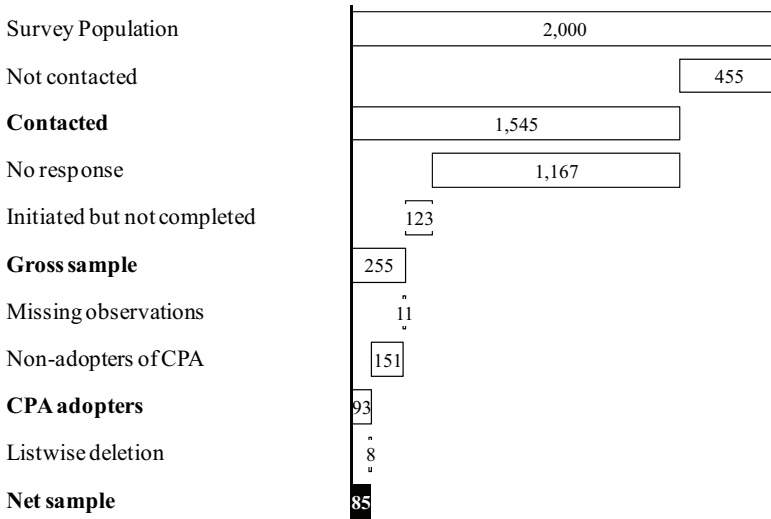 Survey Population 2,000
Not contacted 455
Contacted 1,545
No response 1,167
Initiated but not completed 123
Gross sample 255
Missing observations 11
Non-adopters of CPA 151
CPA adopters 93
Listwise deletion 8
Net sample 85